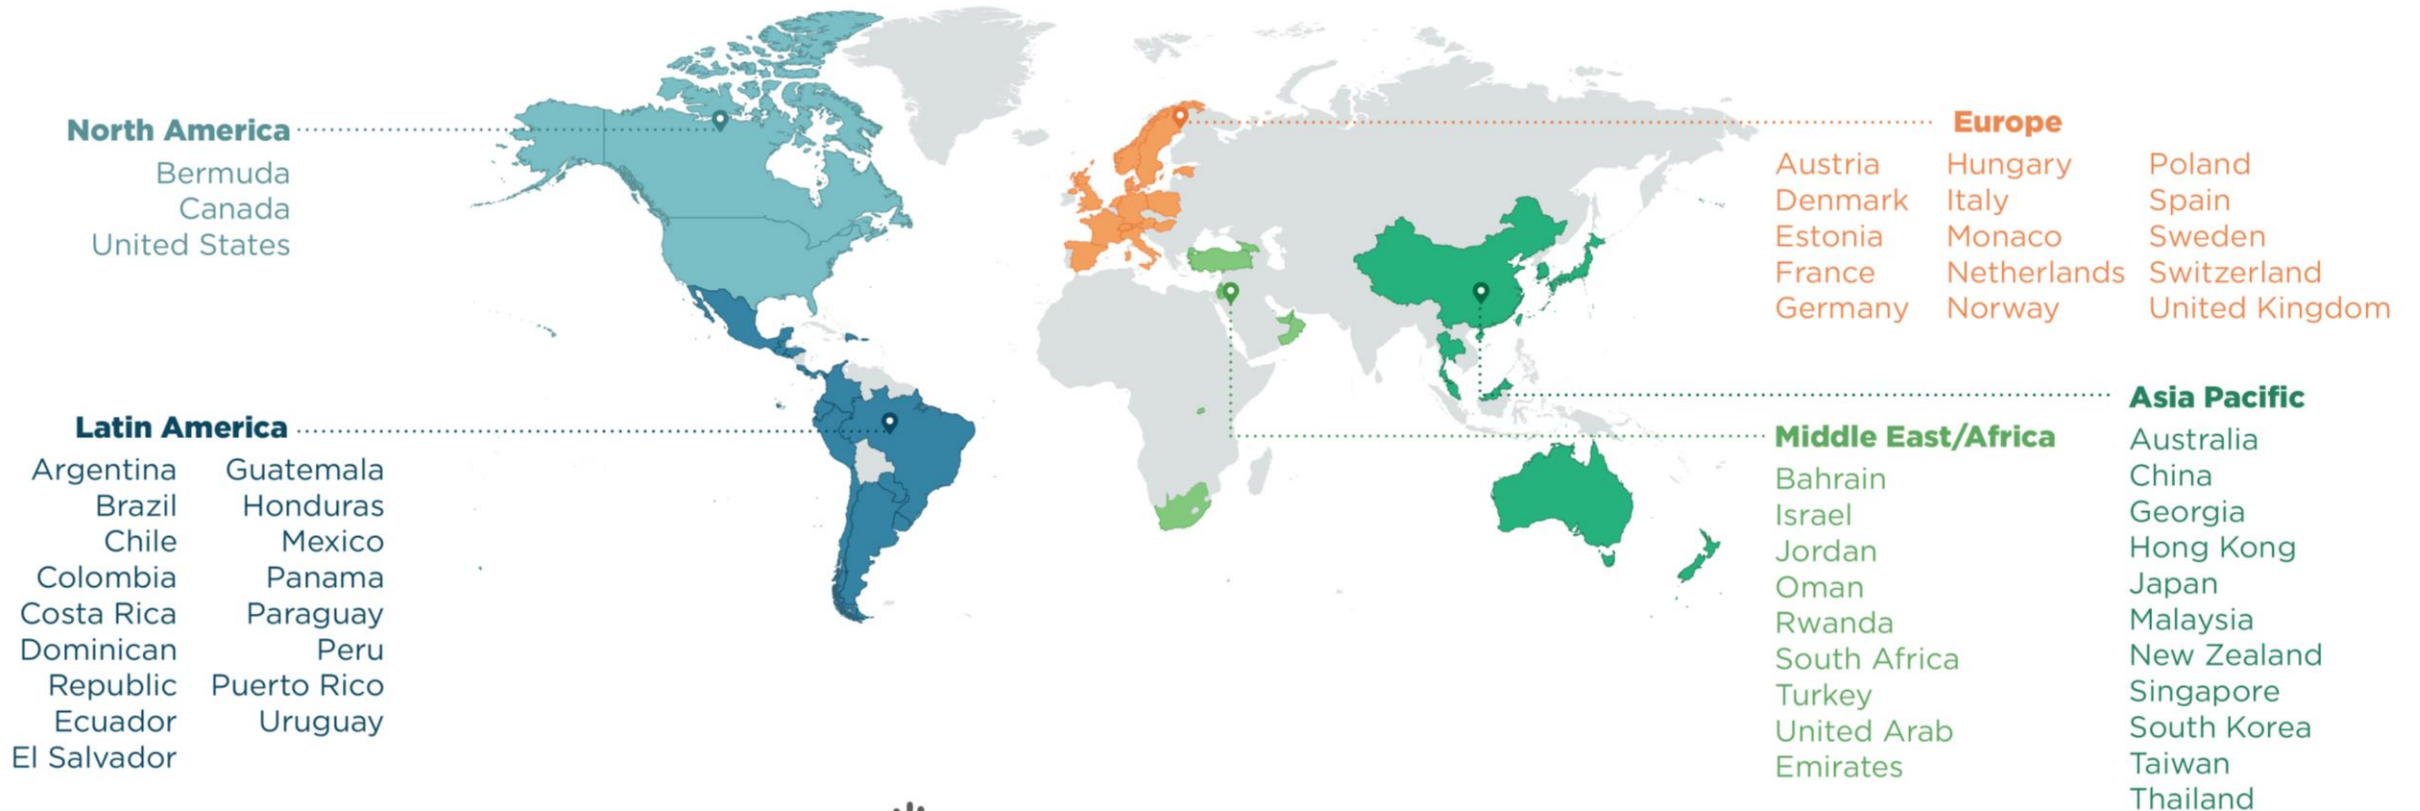 North America
Bermuda
Canada
United States
Latin America
Argentina
Brazil
Chile
Colombia
Costa Rica
Dominican
Republic
Ecuador
El Salvador
Guatemala
Honduras
Mexico
Panama
Paraguay
Peru
Puerto Rico
Uruguay
Europe
Austria
Denmark
Estonia
France
Germany
Hungary
Italy
Monaco
Netherlands
Norway
Poland
Spain
Sweden
Switzerland
United Kingdom
Middle East/Africa
Bahrain
Israel
Jordan
Oman
Rwanda
South Africa
Turkey
United Arab
Emirates
Asia Pacific
Australia
China
Georgia
Hong Kong
Japan
Malaysia
New Zealand
Singapore
South Korea
Taiwan
Thailand